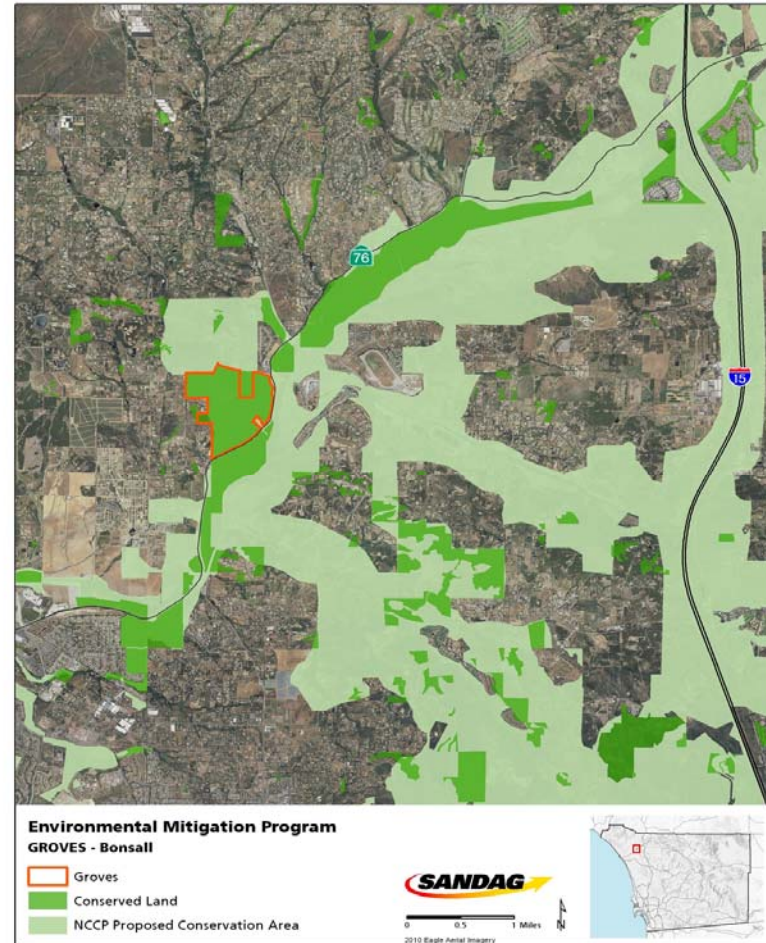 76
15
Environmental Mitigation Program
GROVES - Bonsall
Groves
Conserved Land
NCCP Proposed Conservation Area
SANDAG
0 0.5 1 Miles
N
2010 Eagle Aerial Imagery